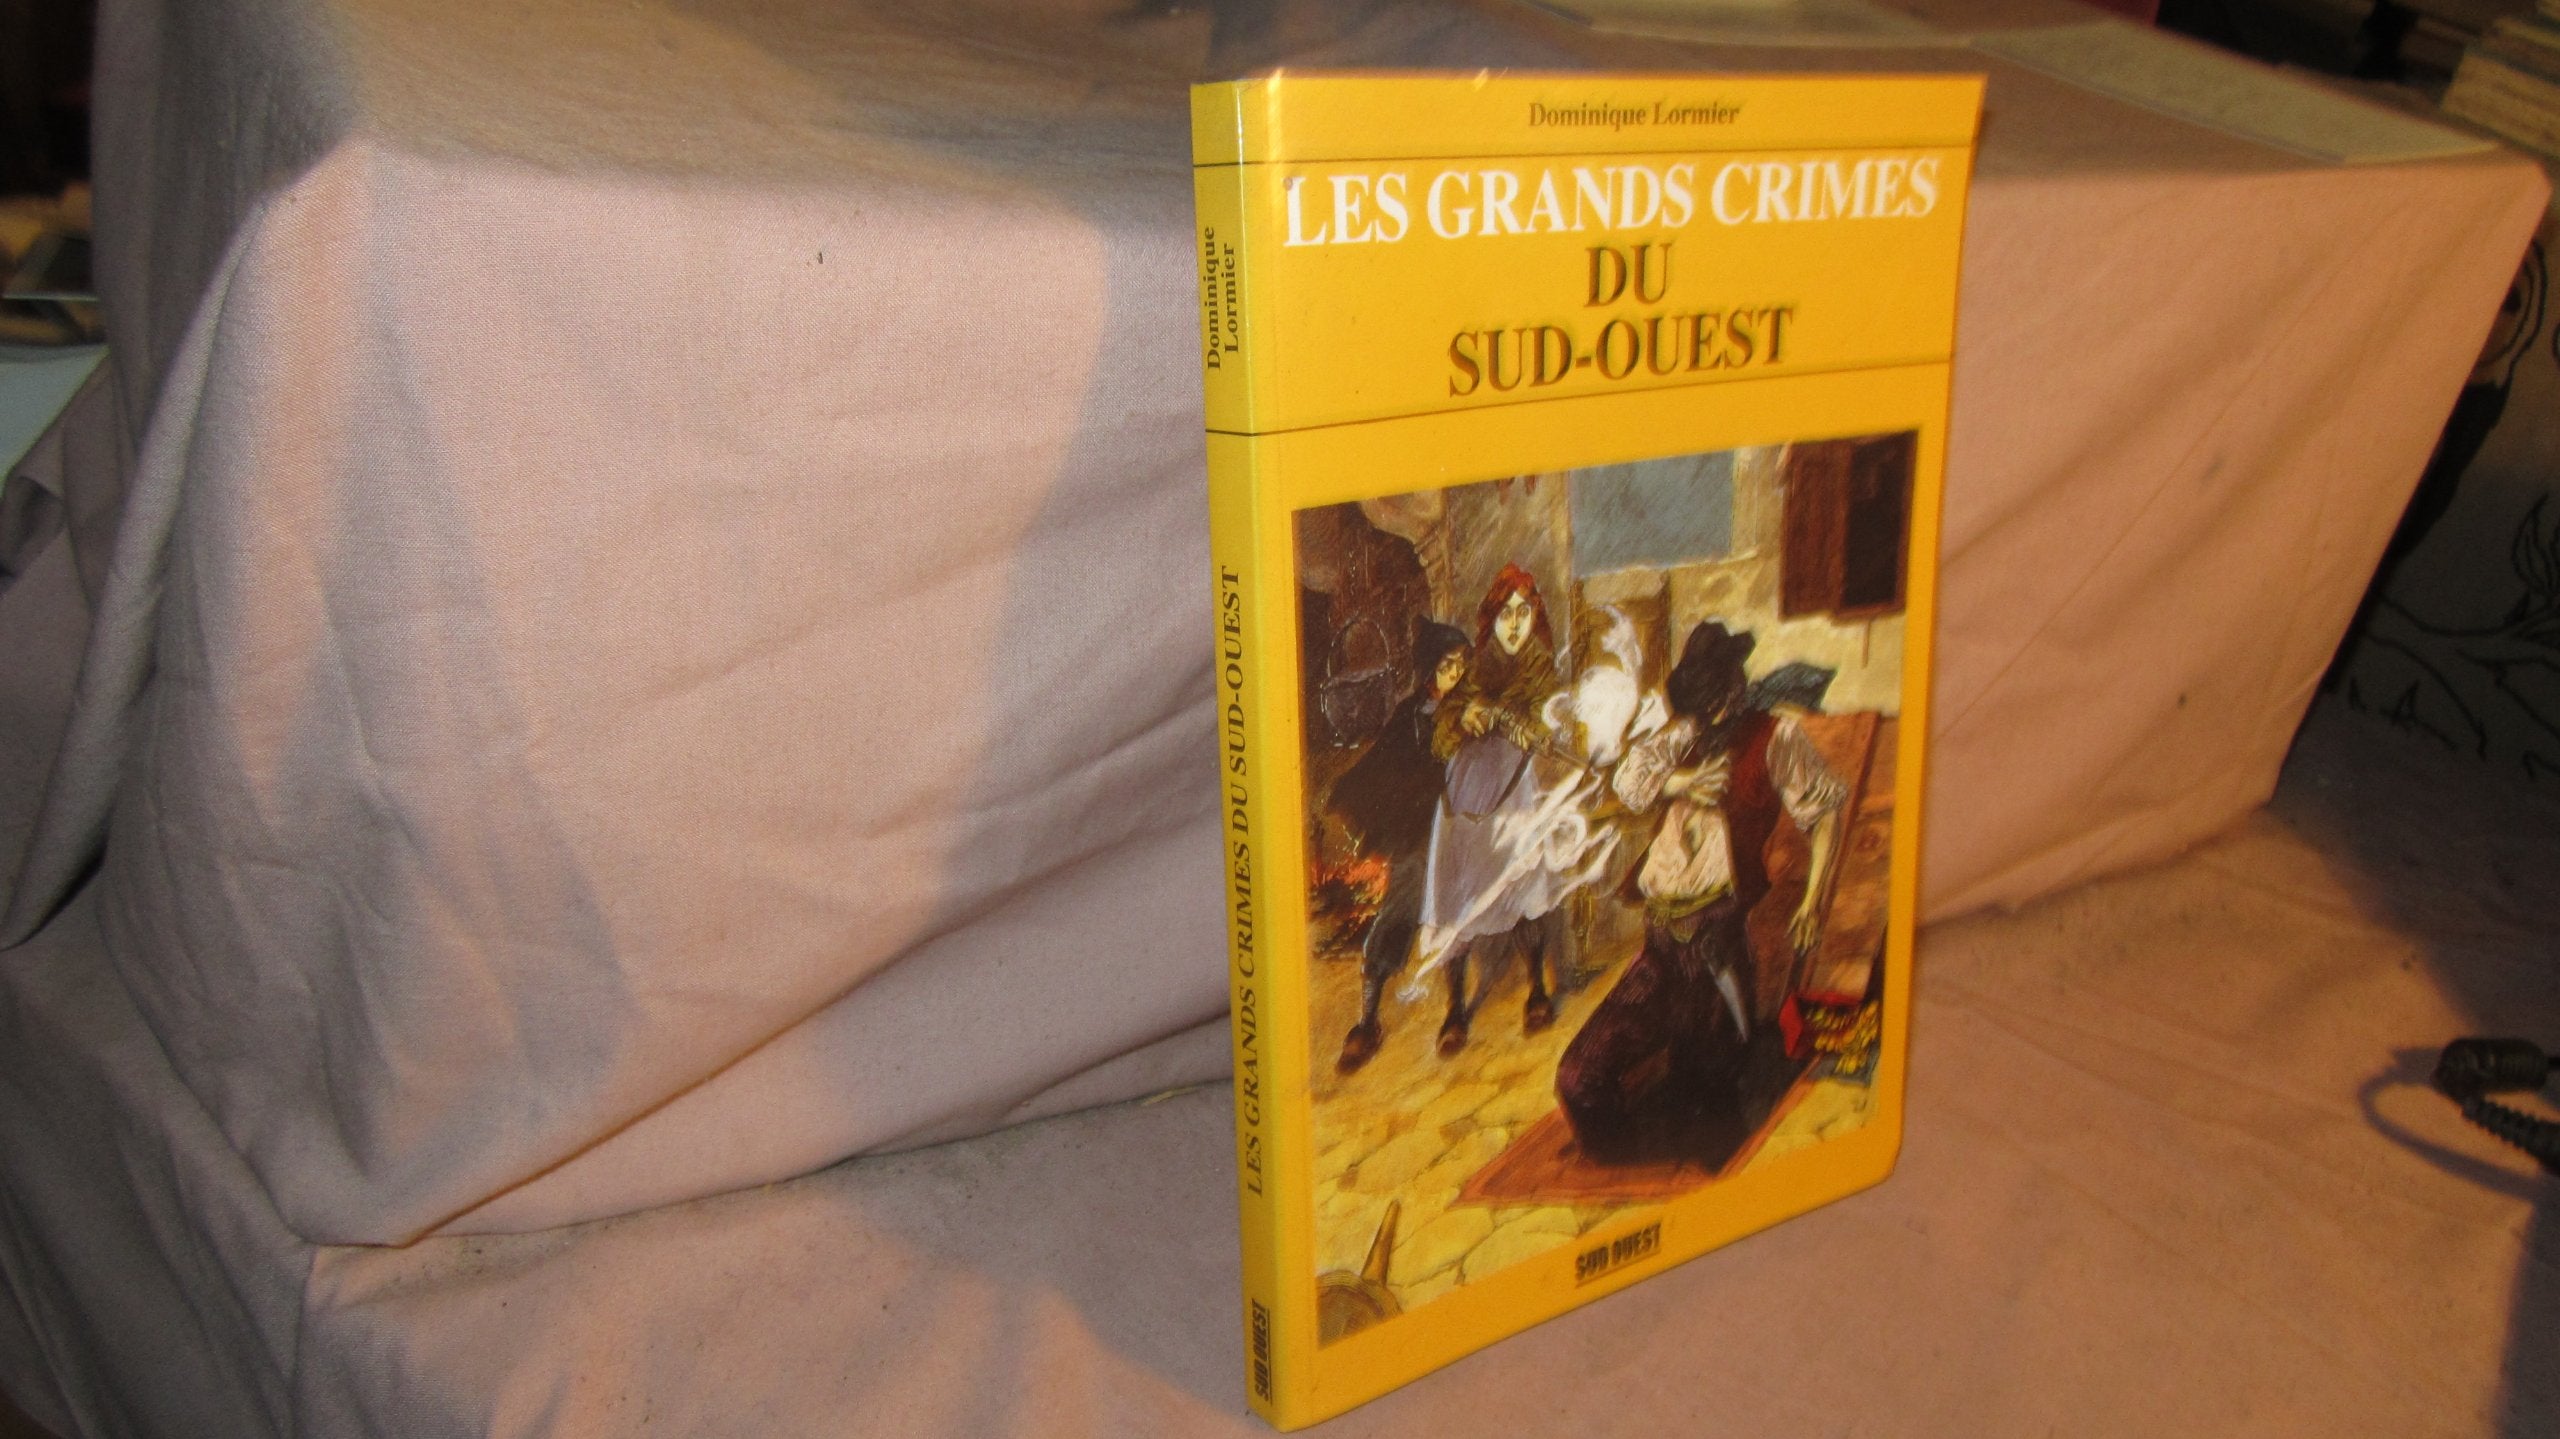 Dominique Lormier
LES GRANDS CRIMES
DU
SUD-OUEST
SUD OUEST
Dominique
Lormier
LES GRANDS CRIMES DU SUD-OUEST
SUD OUEST